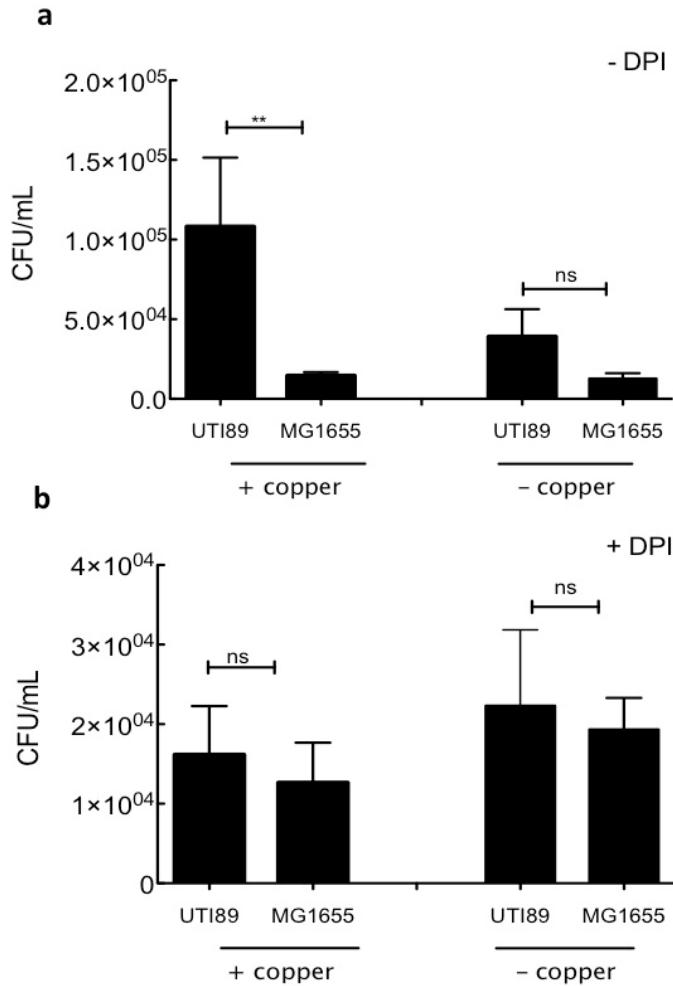 a
- DPI
2.0×10^05
1.5×10^05
1.0×10^05
5.0×10^04
0.0
CFU/mL
**
ns
UTI89 MG1655 UTI89 MG1655
+ copper – copper
b
+ DPI
4×10^04
3×10^04
2×10^04
1×10^04
0
CFU/mL
ns
ns
UTI89 MG1655 UTI89 MG1655
+ copper – copper